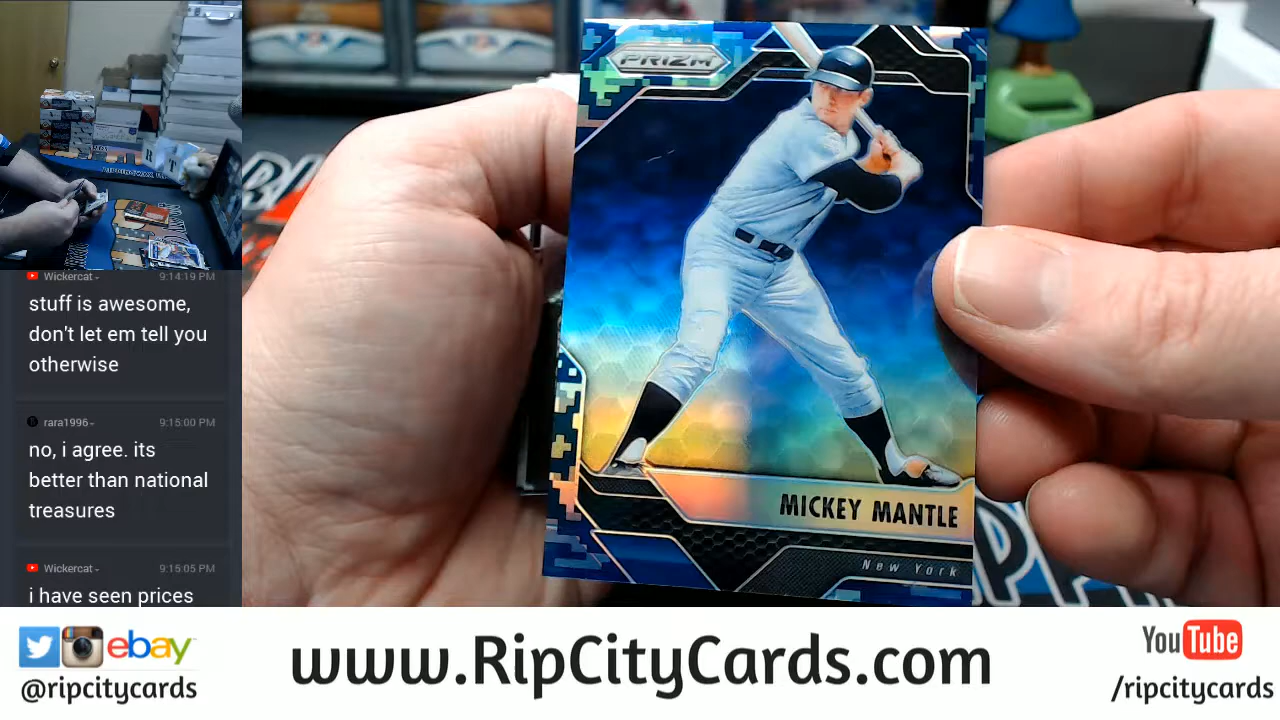 PRIZM
MICKEY MANTLE
New York
Wickercat
9:14:19 PM
stuff is awesome,
don't let em tell you
otherwise
rara1996
9:15:00 PM
no, i agree. its
better than national
treasures
Wickercat
9:15:05 PM
i have seen prices
ebay
@ripcitycards
www.RipCityCards.com
YouTube
/ripcitycards